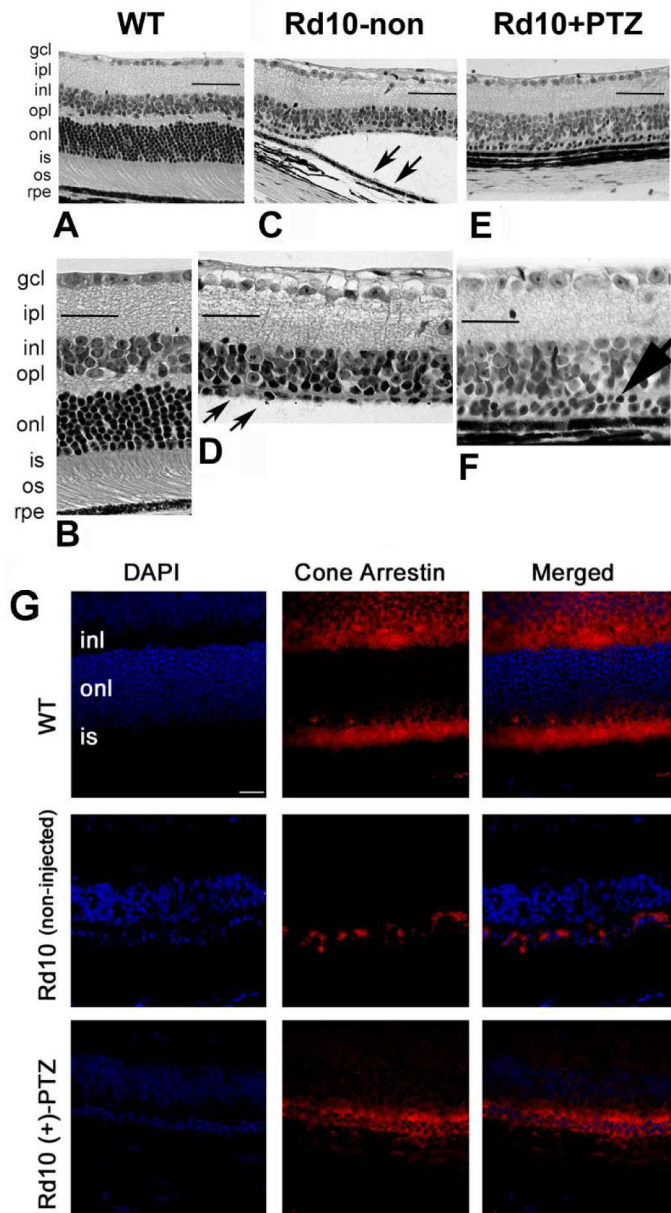 WT Rd10-non Rd10+PTZ
gcl
ipl
inl
opl
onl
is
os
rpe
A C E
gcl
ipl
inl
opl
onl
is
os
rpe
B D F
G DAPI Cone Arrestin Merged
WT
inl
onl
is
Rd10 (non-injected)
Rd10 (+)-PTZ